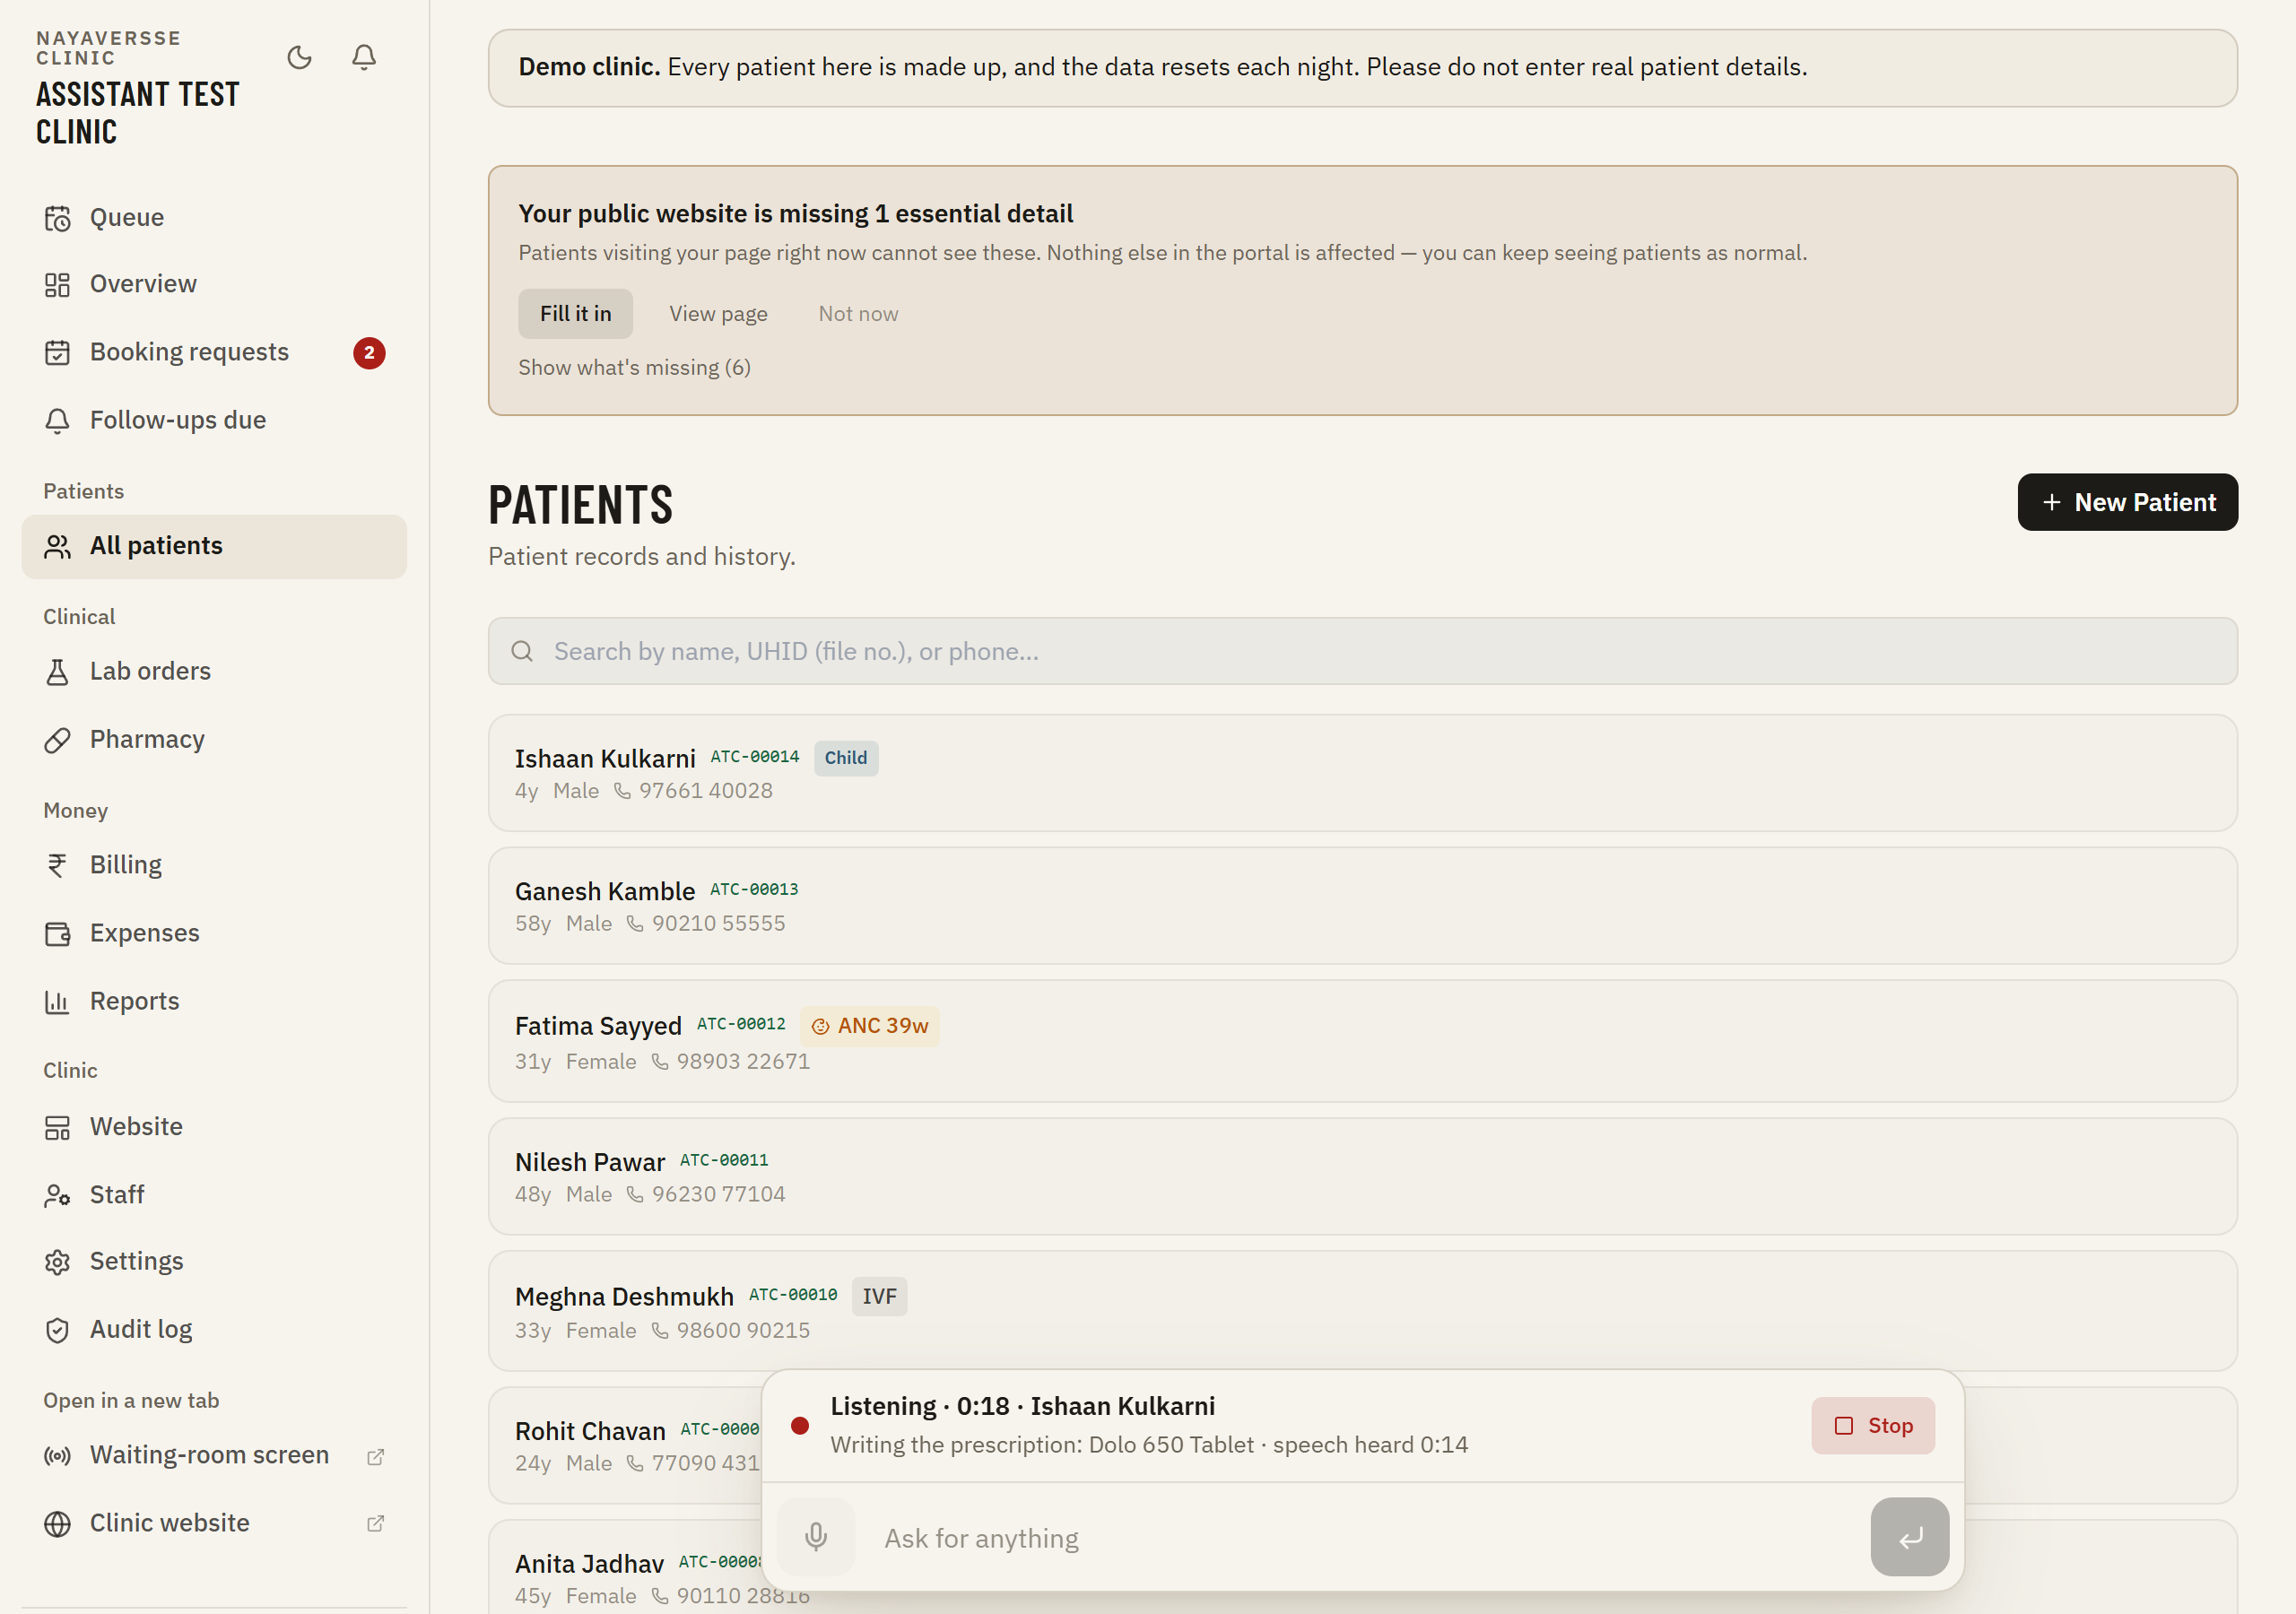 NAYAVERSSE
CLINIC
ASSISTANT TEST
CLINIC
Queue
Overview
Booking requests 2
Follow-ups due
Patients
All patients
Clinical
Lab orders
Pharmacy
Money
Billing
Expenses
Reports
Clinic
Website
Staff
Settings
Audit log
Open in a new tab
Waiting-room screen
Clinic website
Demo clinic. Every patient here is made up, and the data resets each night. Please do not enter real patient details.
Your public website is missing 1 essential detail
Patients visiting your page right now cannot see these. Nothing else in the portal is affected — you can keep seeing patients as normal.
Fill it in View page Not now
Show what's missing (6)
PATIENTS
+ New Patient
Patient records and history.
Search by name, UHID (file no.), or phone...
Ishaan Kulkarni ATC-00014 Child
4y Male 97661 40028
Ganesh Kamble ATC-00013
58y Male 90210 55555
Fatima Sayyed ATC-00012 ANC 39w
31y Female 98903 22671
Nilesh Pawar ATC-00011
48y Male 96230 77104
Meghna Deshmukh ATC-00010 IVF
33y Female 98600 90215
Rohit Chavan ATC-0000
24y Male 77090 431
Anita Jadhav ATC-0000
45y Female 90110 28816
Listening · 0:18 · Ishaan Kulkarni
Writing the prescription: Dolo 650 Tablet · speech heard 0:14
Stop
Ask for anything